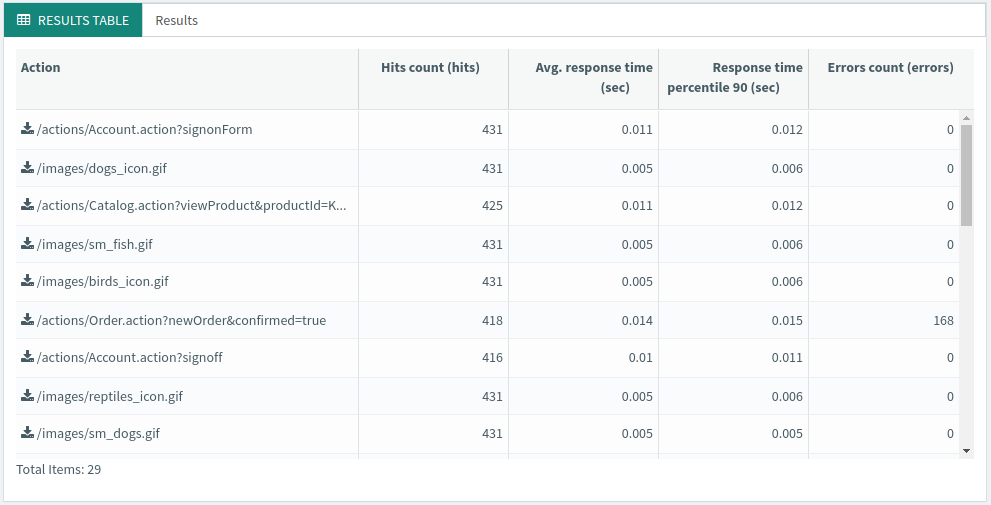 RESULTS TABLE Results
Action Hits count (hits) Avg. response time (sec) Response time percentile 90 (sec) Errors count (errors)
/actions/Account.action?signonForm 431 0.011 0.012 0
/images/dogs_icon.gif 431 0.005 0.006 0
/actions/Catalog.action?viewProduct&productId=K... 425 0.011 0.012 0
/images/sm_fish.gif 431 0.005 0.006 0
/images/birds_icon.gif 431 0.005 0.006 0
/actions/Order.action?newOrder&confirmed=true 418 0.014 0.015 168
/actions/Account.action?signoff 416 0.01 0.011 0
/images/reptiles_icon.gif 431 0.005 0.006 0
/images/sm_dogs.gif 431 0.005 0.005 0
Total Items: 29